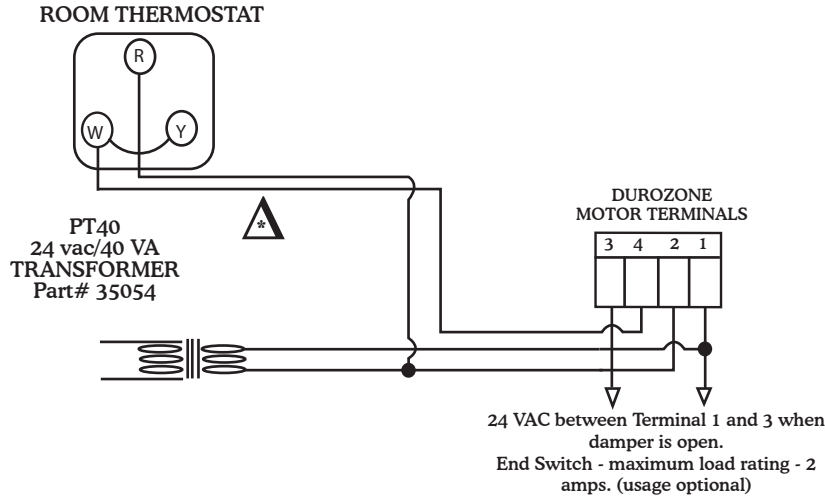 ROOM THERMOSTAT
R
W
Y
PT40
24 vac/40 VA
TRANSFORMER
Part# 35054
*
DUROZONE
MOTOR TERMINALS
3 4 2 1
24 VAC between Terminal 1 and 3 when
damper is open.
End Switch - maximum load rating - 2
amps. (usage optional)